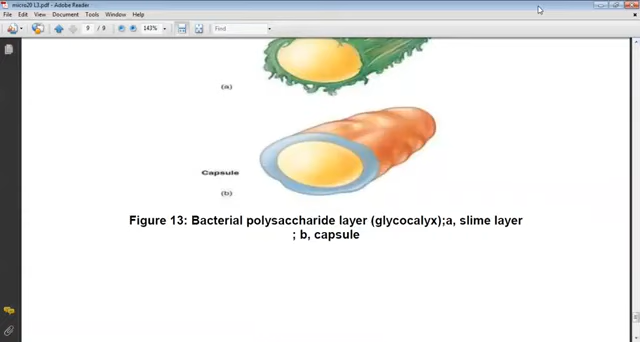 micro20 L3.pdf - Adobe Reader
File Edit View Document Tools Window Help
9 / 9 143% Find
(a)
Capsule
(b)
Figure 13: Bacterial polysaccharide layer (glycocalyx);a, slime layer
; b, capsule